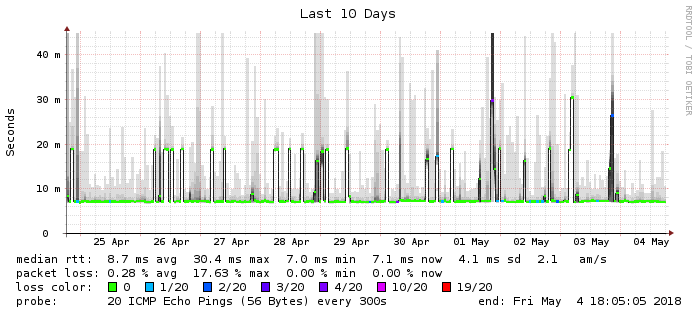 Last 10 Days
RRDTOOL / TOBI OETIKER
Seconds
40 m
30 m
20 m
10 m
0
25 Apr 26 Apr 27 Apr 28 Apr 29 Apr 30 Apr 01 May 02 May 03 May 04 May
median rtt: 8.7 ms avg 30.4 ms max 7.0 ms min 7.1 ms now 4.1 ms sd 2.1 am/s
packet loss: 0.28 % avg 17.63 % max 0.00 % min 0.00 % now
loss color: 0 1/20 2/20 3/20 4/20 10/20 19/20
probe: 20 ICMP Echo Pings (56 Bytes) every 300s end: Fri May 4 18:05:05 2018